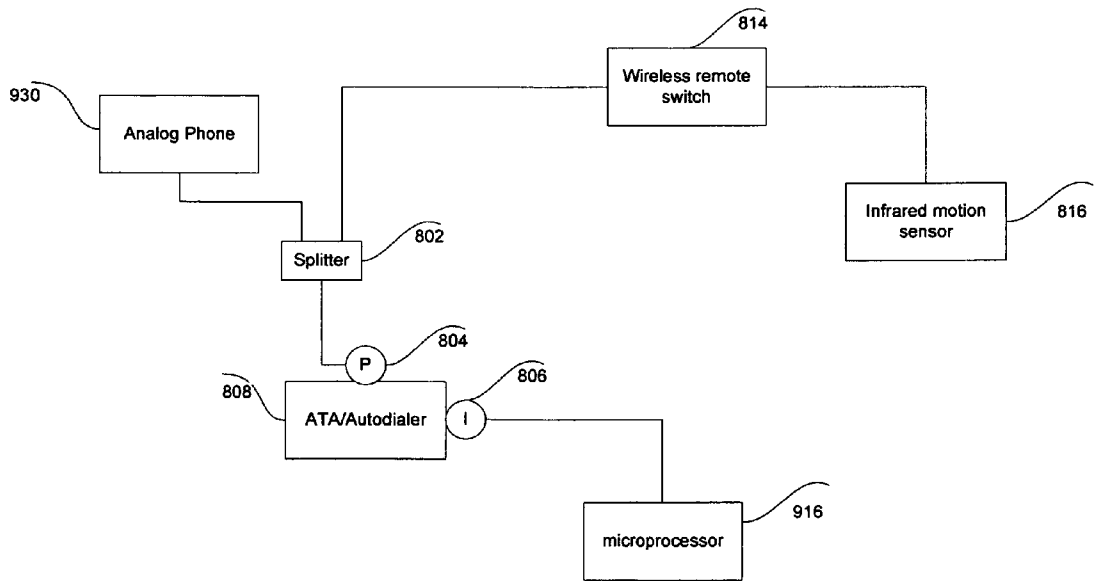 814
Wireless remote
switch
930
Analog Phone
Infrared motion
sensor
816
802
Splitter
804
P
806
808
ATA/Autodialer
I
916
microprocessor